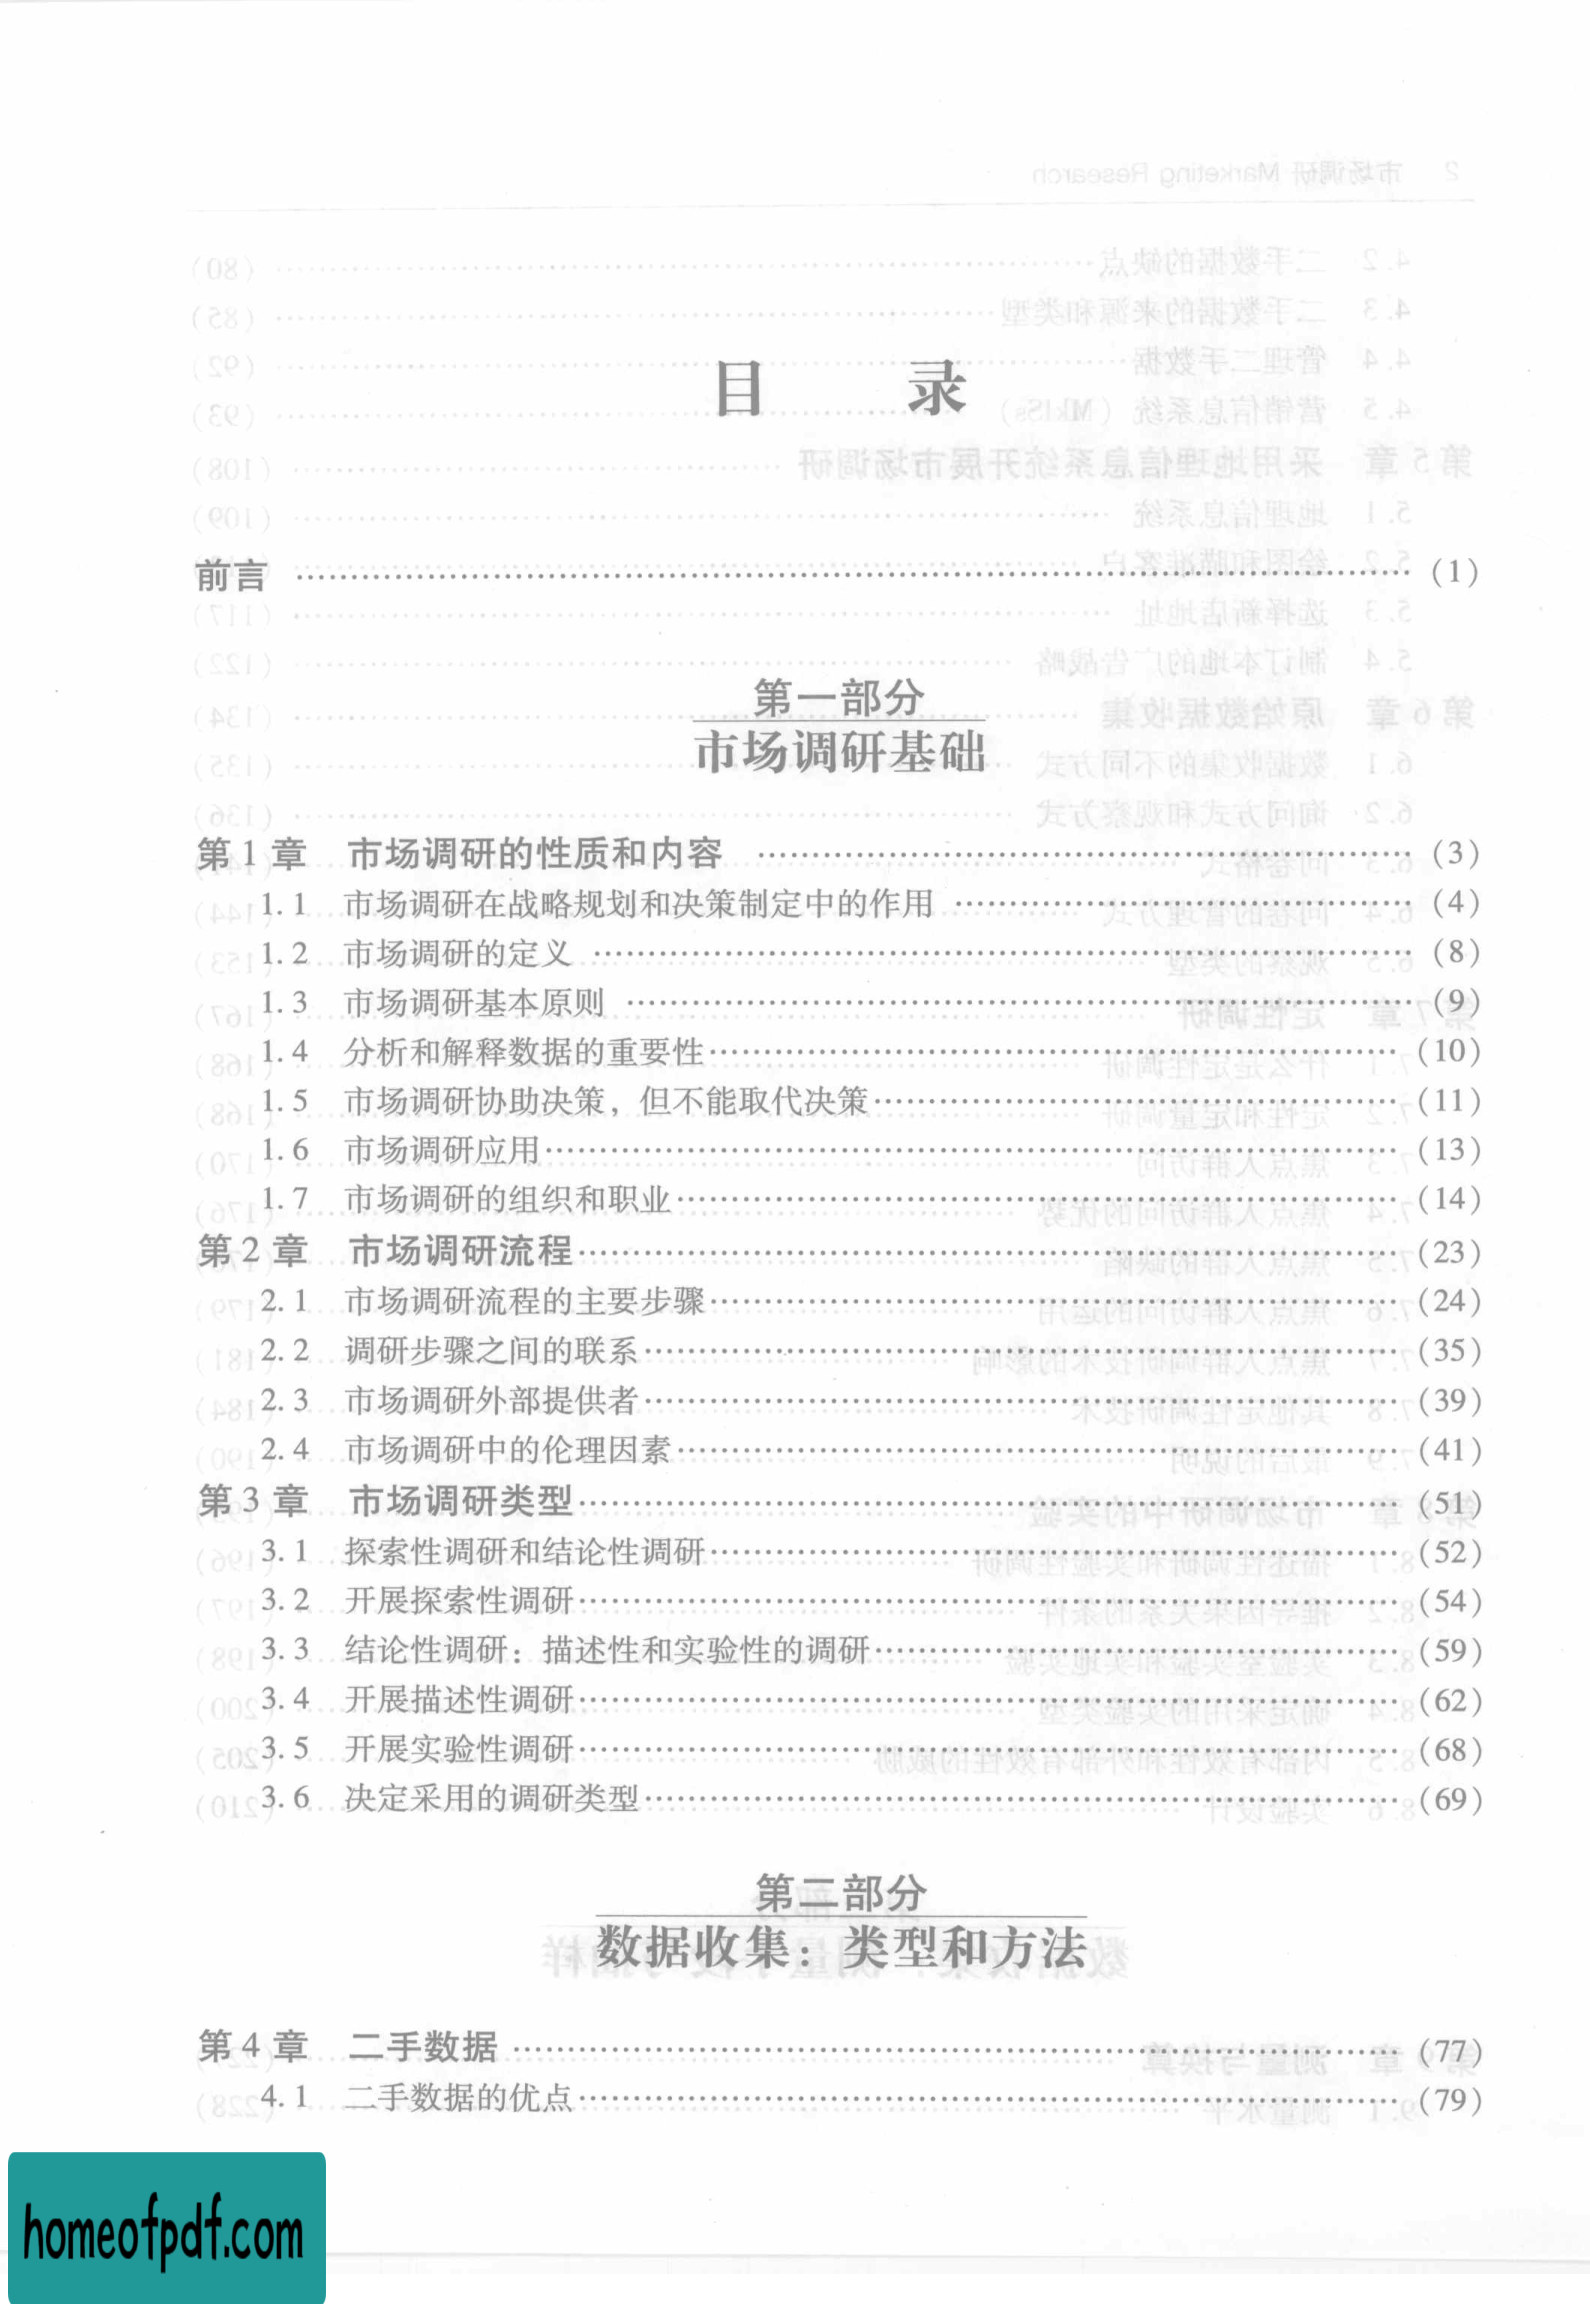 目 录
前言 (1)
第一部分
市场调研基础
第1章 市场调研的性质和内容 (3)
1.1 市场调研在战略规划和决策制定中的作用 (4)
1.2 市场调研的定义 (8)
1.3 市场调研基本原则 (9)
1.4 分析和解释数据的重要性 (10)
1.5 市场调研协助决策，但不能取代决策 (11)
1.6 市场调研应用 (13)
1.7 市场调研的组织和职业 (14)
第2章 市场调研流程 (23)
2.1 市场调研流程的主要步骤 (24)
2.2 调研步骤之间的联系 (35)
2.3 市场调研外部提供者 (39)
2.4 市场调研中的伦理因素 (41)
第3章 市场调研类型 (51)
3.1 探索性调研和结论性调研 (52)
3.2 开展探索性调研 (54)
3.3 结论性调研：描述性和实验性的调研 (59)
3.4 开展描述性调研 (62)
3.5 开展实验性调研 (68)
3.6 决定采用的调研类型 (69)
第二部分
数据收集：类型和方法
第4章 二手数据 (77)
4.1 二手数据的优点 (79)
homeofpdf.com